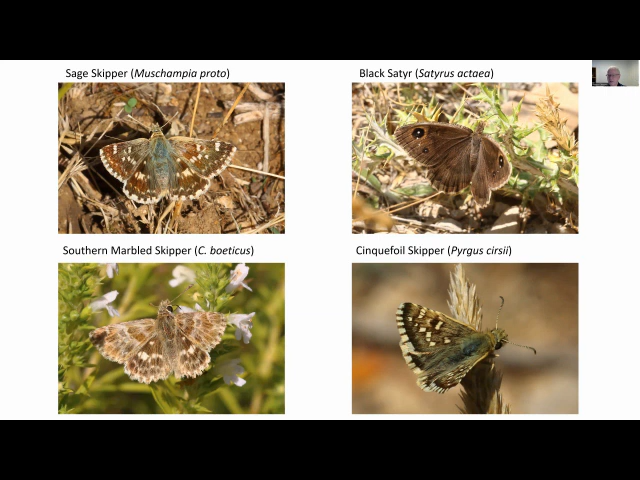 Sage Skipper (Muschampia proto)
Black Satyr (Satyrus actaea)
Southern Marbled Skipper (C. boeticus)
Cinquefoil Skipper (Pyrgus cirsii)